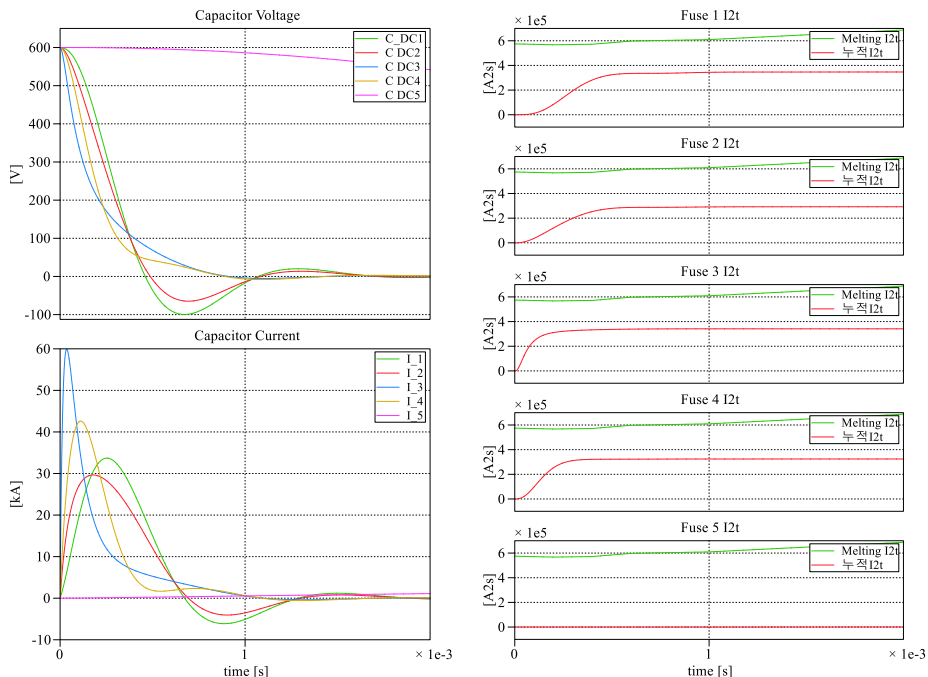 Capacitor Voltage
600
500
400
300
200
100
0
-100
[V]
C_DC1
C DC2
C DC3
C DC4
C DC5
Capacitor Current
60
50
40
30
20
10
0
-10
[kA]
I_1
I_2
I_3
I_4
I_5
0
1
× 1e-3
time [s]
Fuse 1 I2t
× 1e5
6
4
2
0
[A2s]
Melting I2t
누적I2t
Fuse 2 I2t
× 1e5
6
4
2
0
[A2s]
Melting I2t
누적I2t
Fuse 3 I2t
× 1e5
6
4
2
0
[A2s]
Melting I2t
누적I2t
Fuse 4 I2t
× 1e5
6
4
2
0
[A2s]
Melting I2t
누적I2t
Fuse 5 I2t
× 1e5
6
4
2
0
[A2s]
Melting I2t
누적I2t
0
1
× 1e-3
time [s]